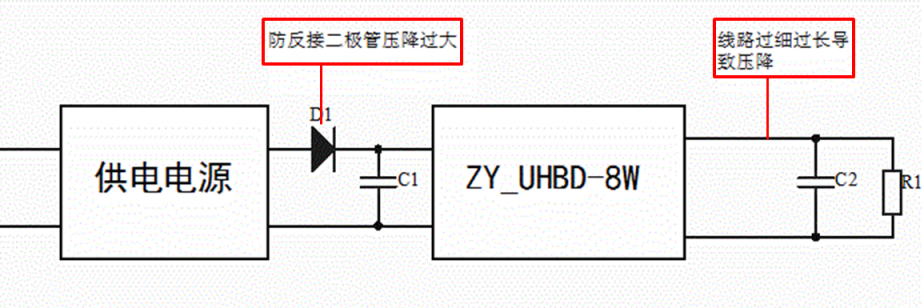 防反接二极管压降过大
线路过细过长导
致压降
D1
供电电源
C1
ZY_UHBD-8W
C2
R1